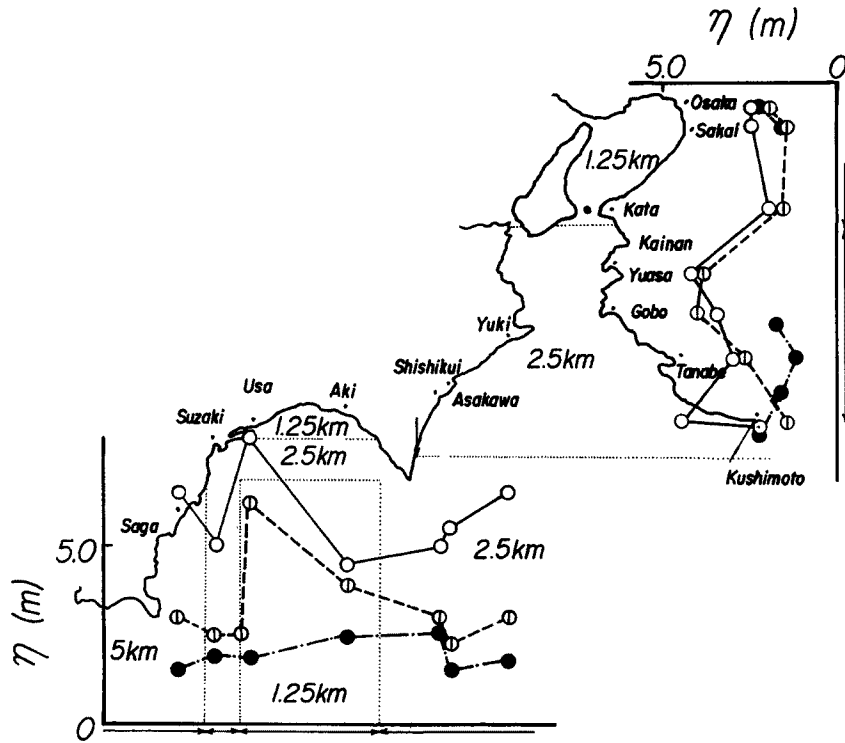 η (m)
5.0
0
Osaka
Sakai
1.25km
Kata
Kainan
Yuasa
Gobo
Yuki
2.5km
Tanabe
Shishikui
Asakawa
Usa
Aki
Suzaki
1.25km
2.5km
Kushimoto
Saga
5.0
2.5km
η (m)
5km
1.25km
0